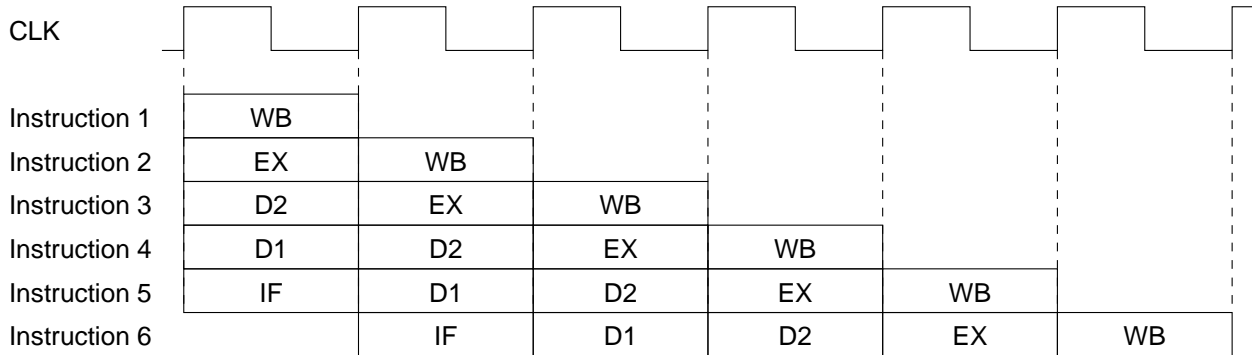 CLK
Instruction 1 WB
Instruction 2 EX WB
Instruction 3 D2 EX WB
Instruction 4 D1 D2 EX WB
Instruction 5 IF D1 D2 EX WB
Instruction 6 IF D1 D2 EX WB